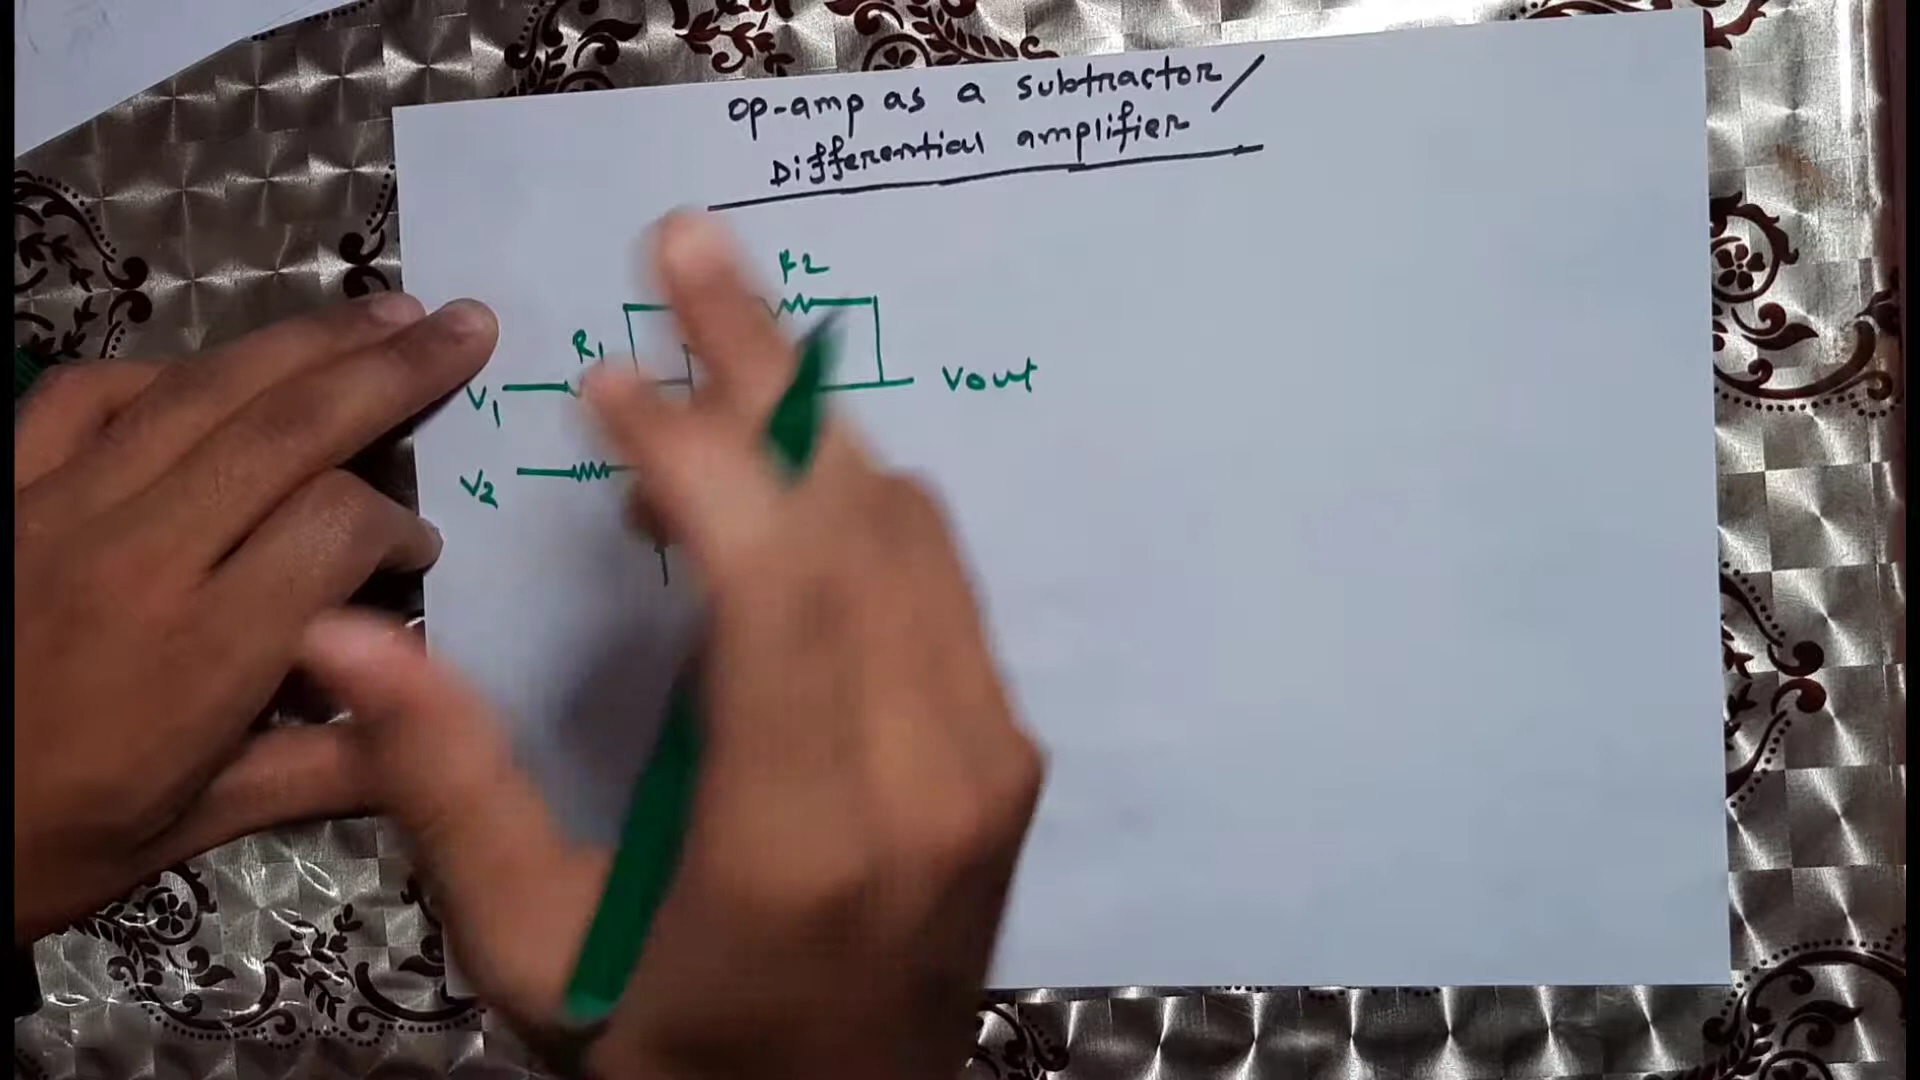 op-amp as a subtractor/
Differential amplifier
R2
R1
V1
Vout
V2